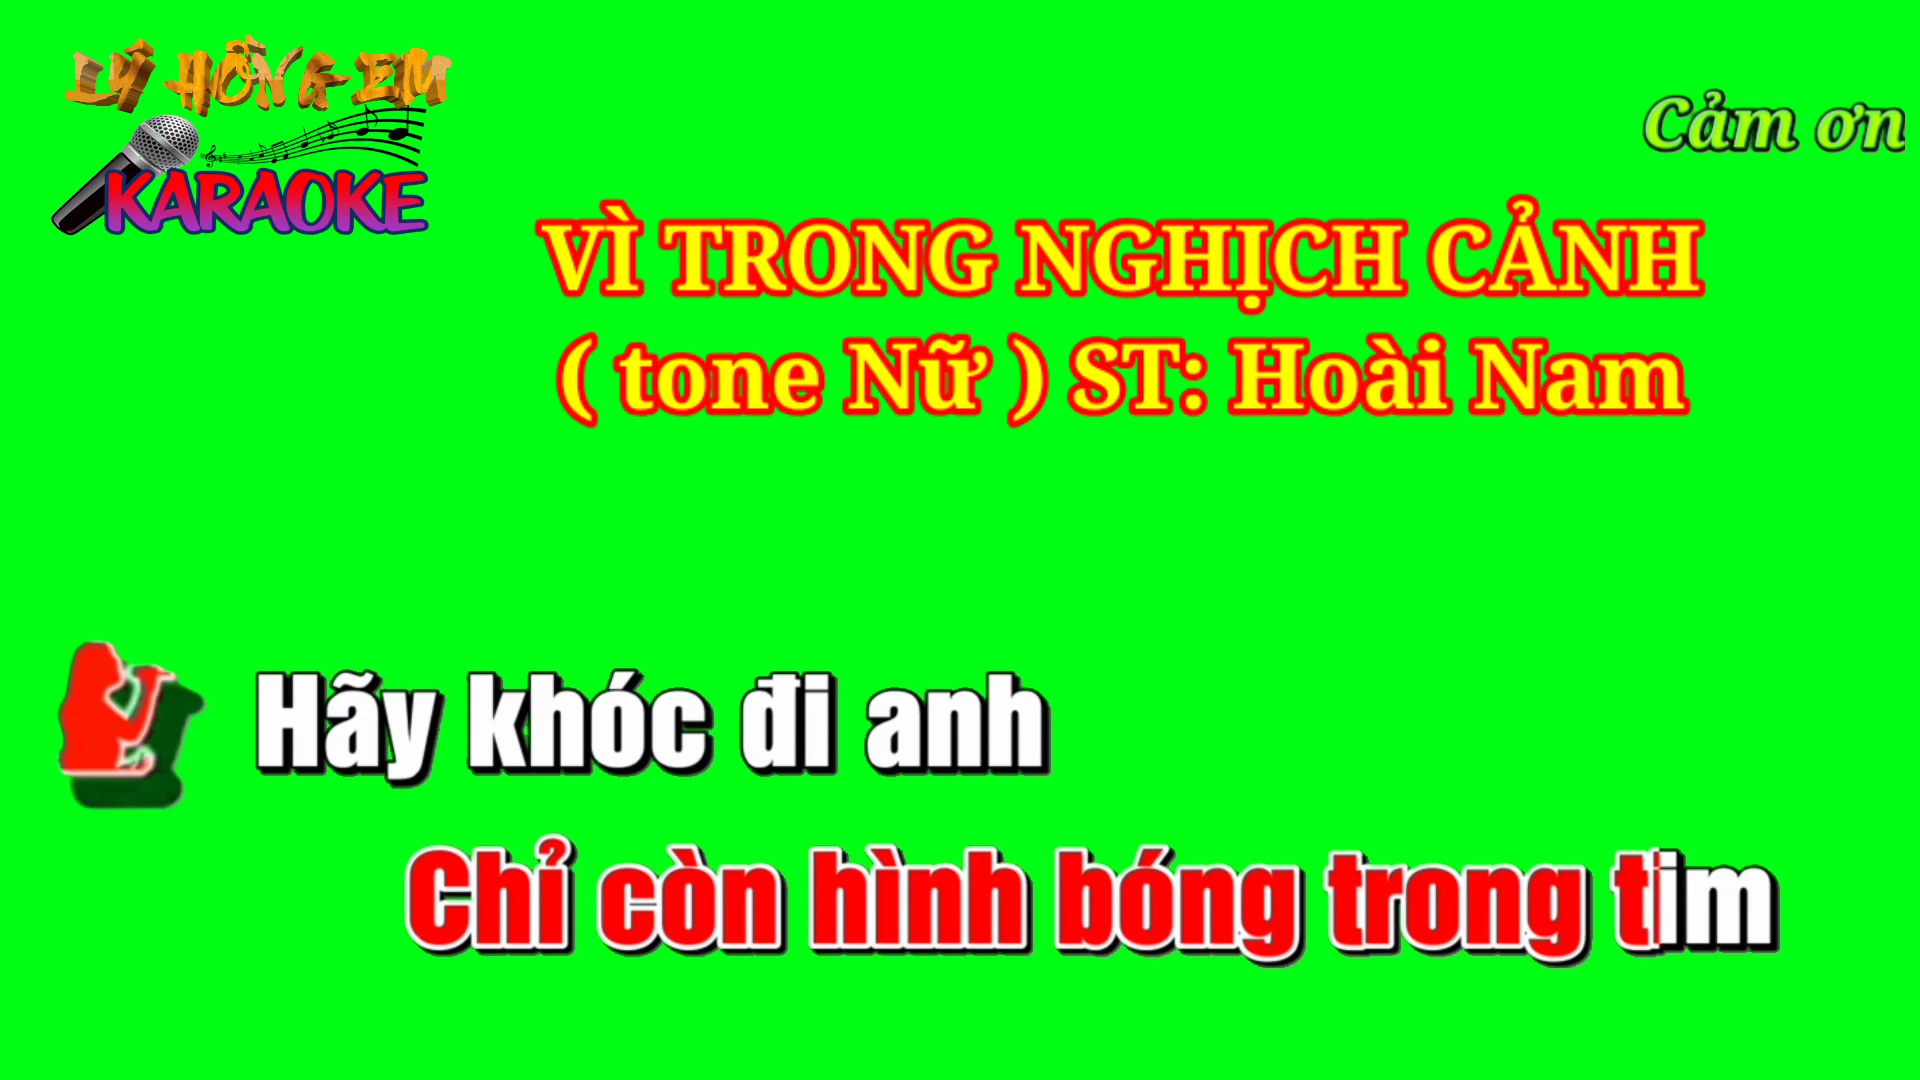 LÝ HỒNG EM
KARAOKE
Cảm ơn
VÌ TRONG NGHỊCH CẢNH
( tone Nữ ) ST: Hoài Nam
Hãy khóc đi anh
Chỉ còn hình bóng trong tim